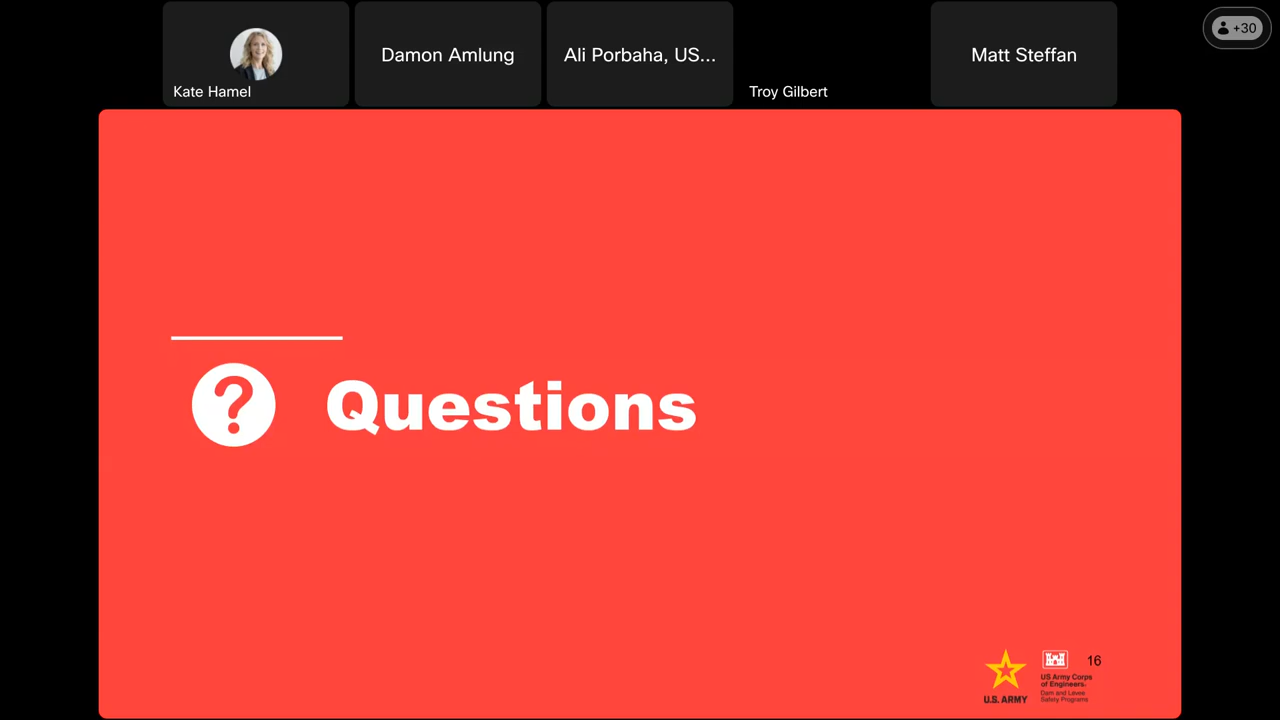 Kate Hamel
Damon Amlung
Ali Porbaha, US...
Troy Gilbert
Matt Steffan
+30
?
Questions
U.S. ARMY
US Army Corps
of Engineers.
Dam and Levee
Safety Programs
16